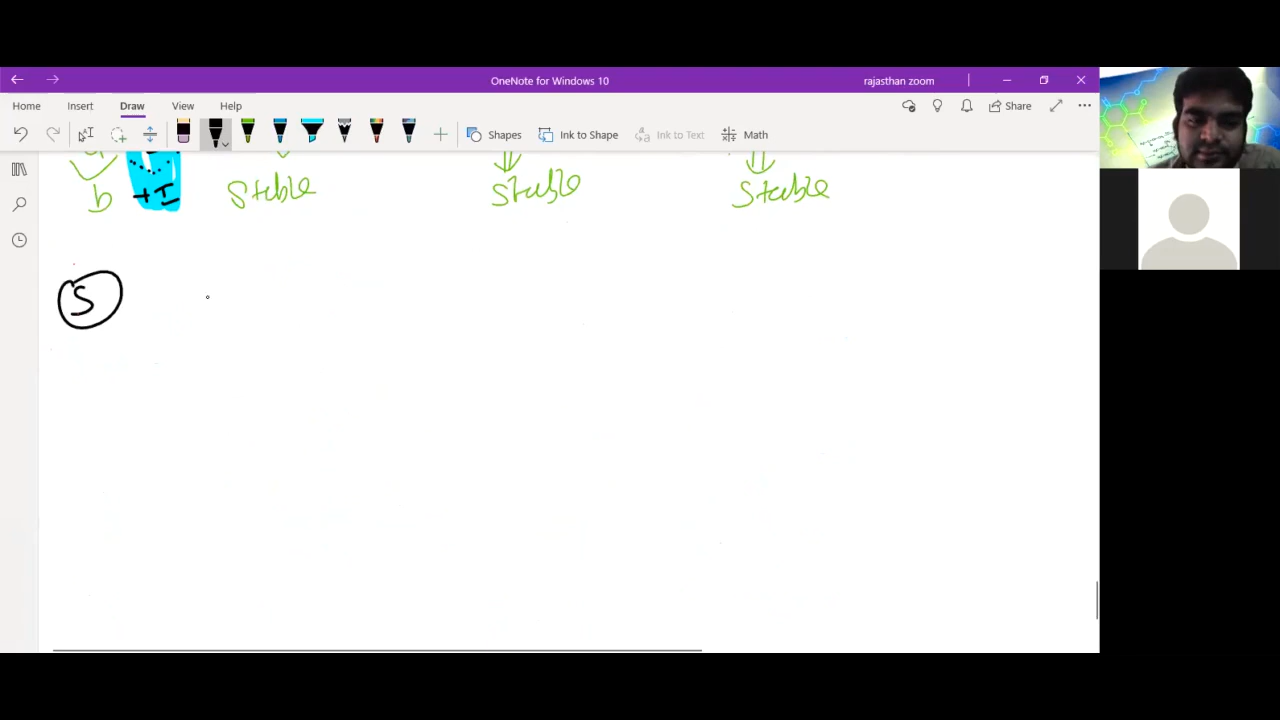 OneNote for Windows 10
rajasthan zoom
Home Insert Draw View Help
Share
Shapes Ink to Shape Ink to Text Math
b +I Stable Stable Stable
S